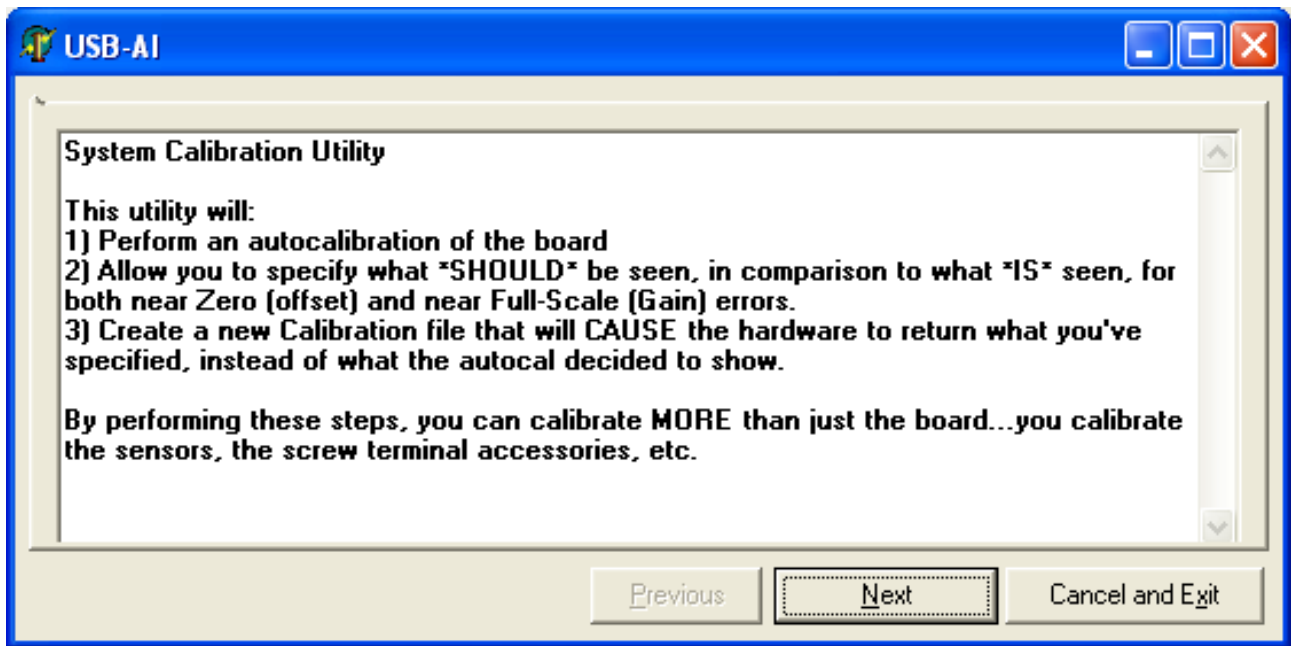 USB-AI
System Calibration Utility
This utility will:
1) Perform an autocalibration of the board
2) Allow you to specify what *SHOULD* be seen, in comparison to what *IS* seen, for
both near Zero (offset) and near Full-Scale (Gain) errors.
3) Create a new Calibration file that will CAUSE the hardware to return what you've
specified, instead of what the autocal decided to show.
By performing these steps, you can calibrate MORE than just the board...you calibrate
the sensors, the screw terminal accessories, etc.
Previous Next Cancel and Exit